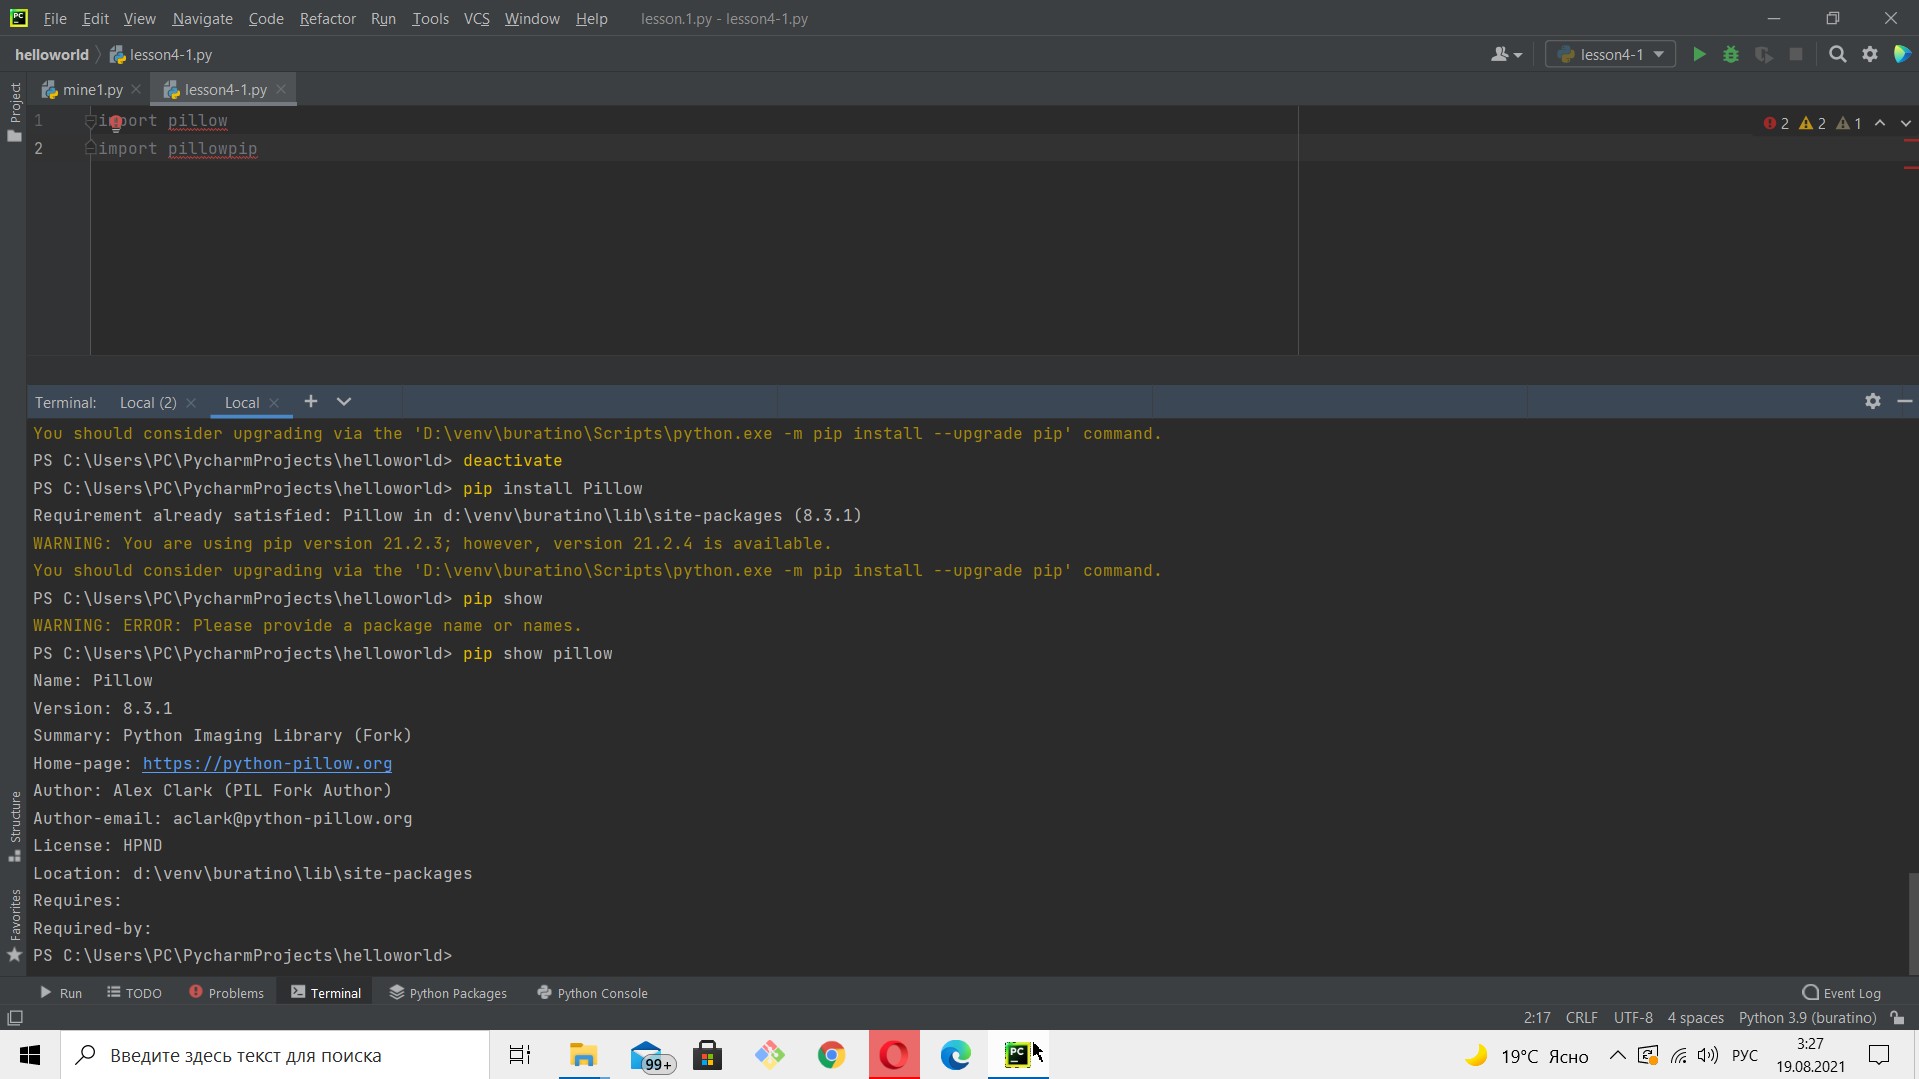 PC File Edit View Navigate Code Refactor Run Tools VCS Window Help lesson.1.py - lesson4-1.py
helloworld lesson4-1.py lesson4-1
Project
mine1.py lesson4-1.py
1 import pillow
2 2 1
2 import pillowpip
Terminal: Local (2) Local
You should consider upgrading via the 'D:\venv\buratino\Scripts\python.exe -m pip install --upgrade pip' command.
PS C:\Users\PC\PycharmProjects\helloworld> deactivate
PS C:\Users\PC\PycharmProjects\helloworld> pip install Pillow
Requirement already satisfied: Pillow in d:\venv\buratino\lib\site-packages (8.3.1)
WARNING: You are using pip version 21.2.3; however, version 21.2.4 is available.
You should consider upgrading via the 'D:\venv\buratino\Scripts\python.exe -m pip install --upgrade pip' command.
PS C:\Users\PC\PycharmProjects\helloworld> pip show
WARNING: ERROR: Please provide a package name or names.
PS C:\Users\PC\PycharmProjects\helloworld> pip show pillow
Name: Pillow
Version: 8.3.1
Summary: Python Imaging Library (Fork)
Home-page: https://python-pillow.org
Author: Alex Clark (PIL Fork Author)
Author-email: aclark@python-pillow.org
License: HPND
Location: d:\venv\buratino\lib\site-packages
Requires:
Required-by:
PS C:\Users\PC\PycharmProjects\helloworld>
Structure
Favorites
Run TODO Problems Terminal Python Packages Python Console Event Log
2:17 CRLF UTF-8 4 spaces Python 3.9 (buratino)
Введите здесь текст для поиска 99+ PC 19°C Ясно РУС 3:27
19.08.2021